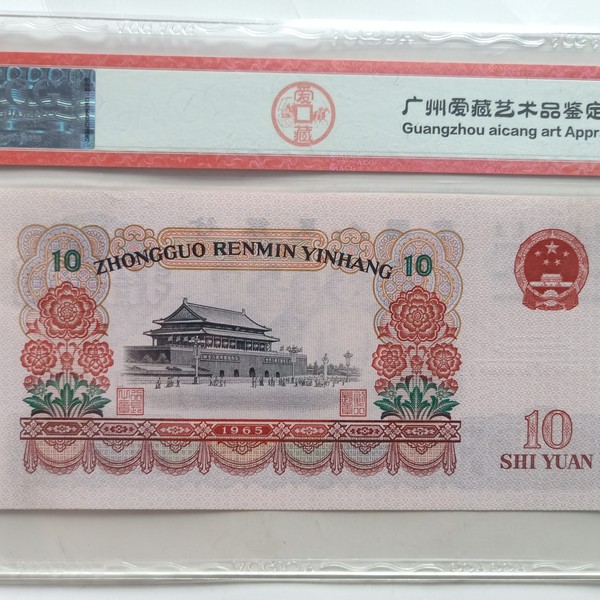 爱藏
广州爱藏艺术品鉴定
Guangzhou aicang art Appra
ZHONGGUO RENMIN YINHANG
10
10
1965
10
SHI YUAN